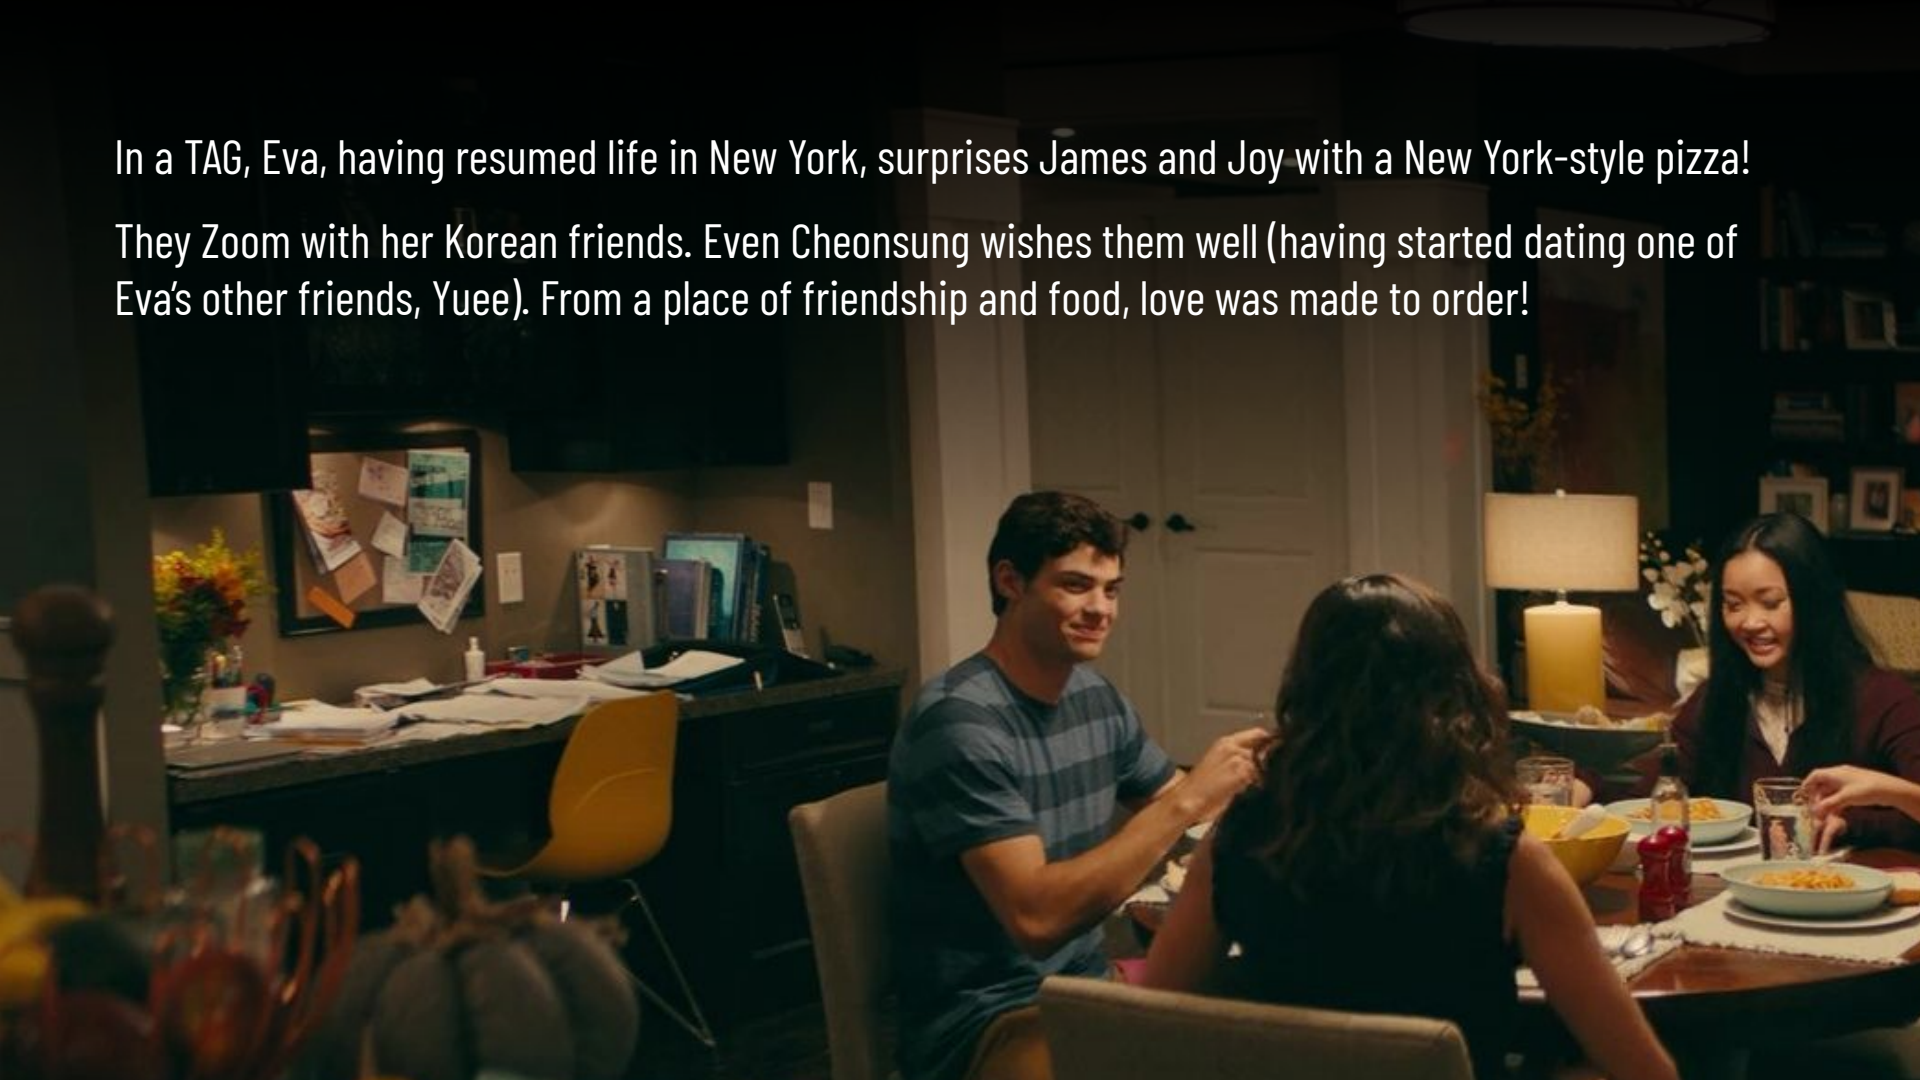 In a TAG, Eva, having resumed life in New York, surprises James and Joy with a New York-style pizza!
They Zoom with her Korean friends. Even Cheonsung wishes them well (having started dating one of
Eva’s other friends, Yuee). From a place of friendship and food, love was made to order!